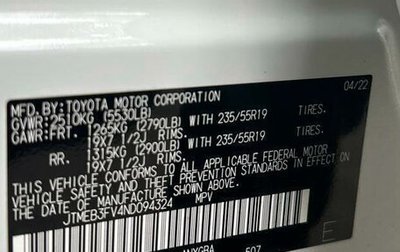 MFD.BY:TOYOTA MOTOR CORPORATION 04/22
GVWR:2510KG (5530LB)
GAWR:FRT. 1265KG (2790LB) WITH 235/55R19 TIRES.
19X7 1/2J RIMS.
RR. 1315KG (2900LB) WITH 235/55R19 TIRES.
19X7 1/2J RIMS.
THIS VEHICLE CONFORMS TO ALL APPLICABLE FEDERAL MOTOR
VEHICLE SAFETY AND THEFT PREVENTION STANDARDS IN EFFECT ON
THE DATE OF MANUFACTURE SHOWN ABOVE.
JTMEB3FV4ND094324 MPV
E
507